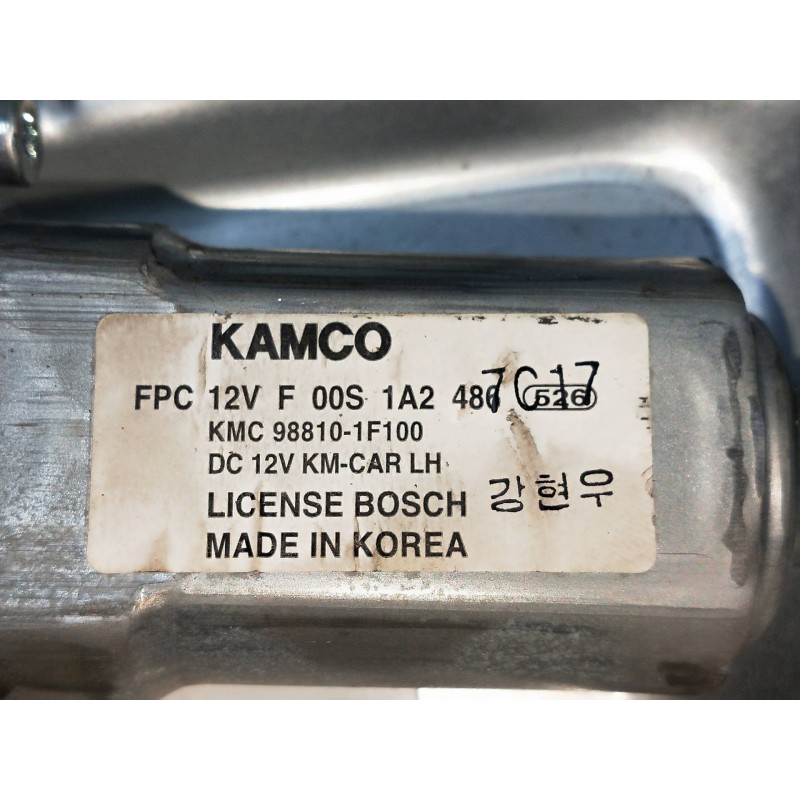 KAMCO
FPC 12V F 00S 1A2 486 7C17 526
KMC 98810-1F100
DC 12V KM-CAR LH
LICENSE BOSCH 강현우
MADE IN KOREA